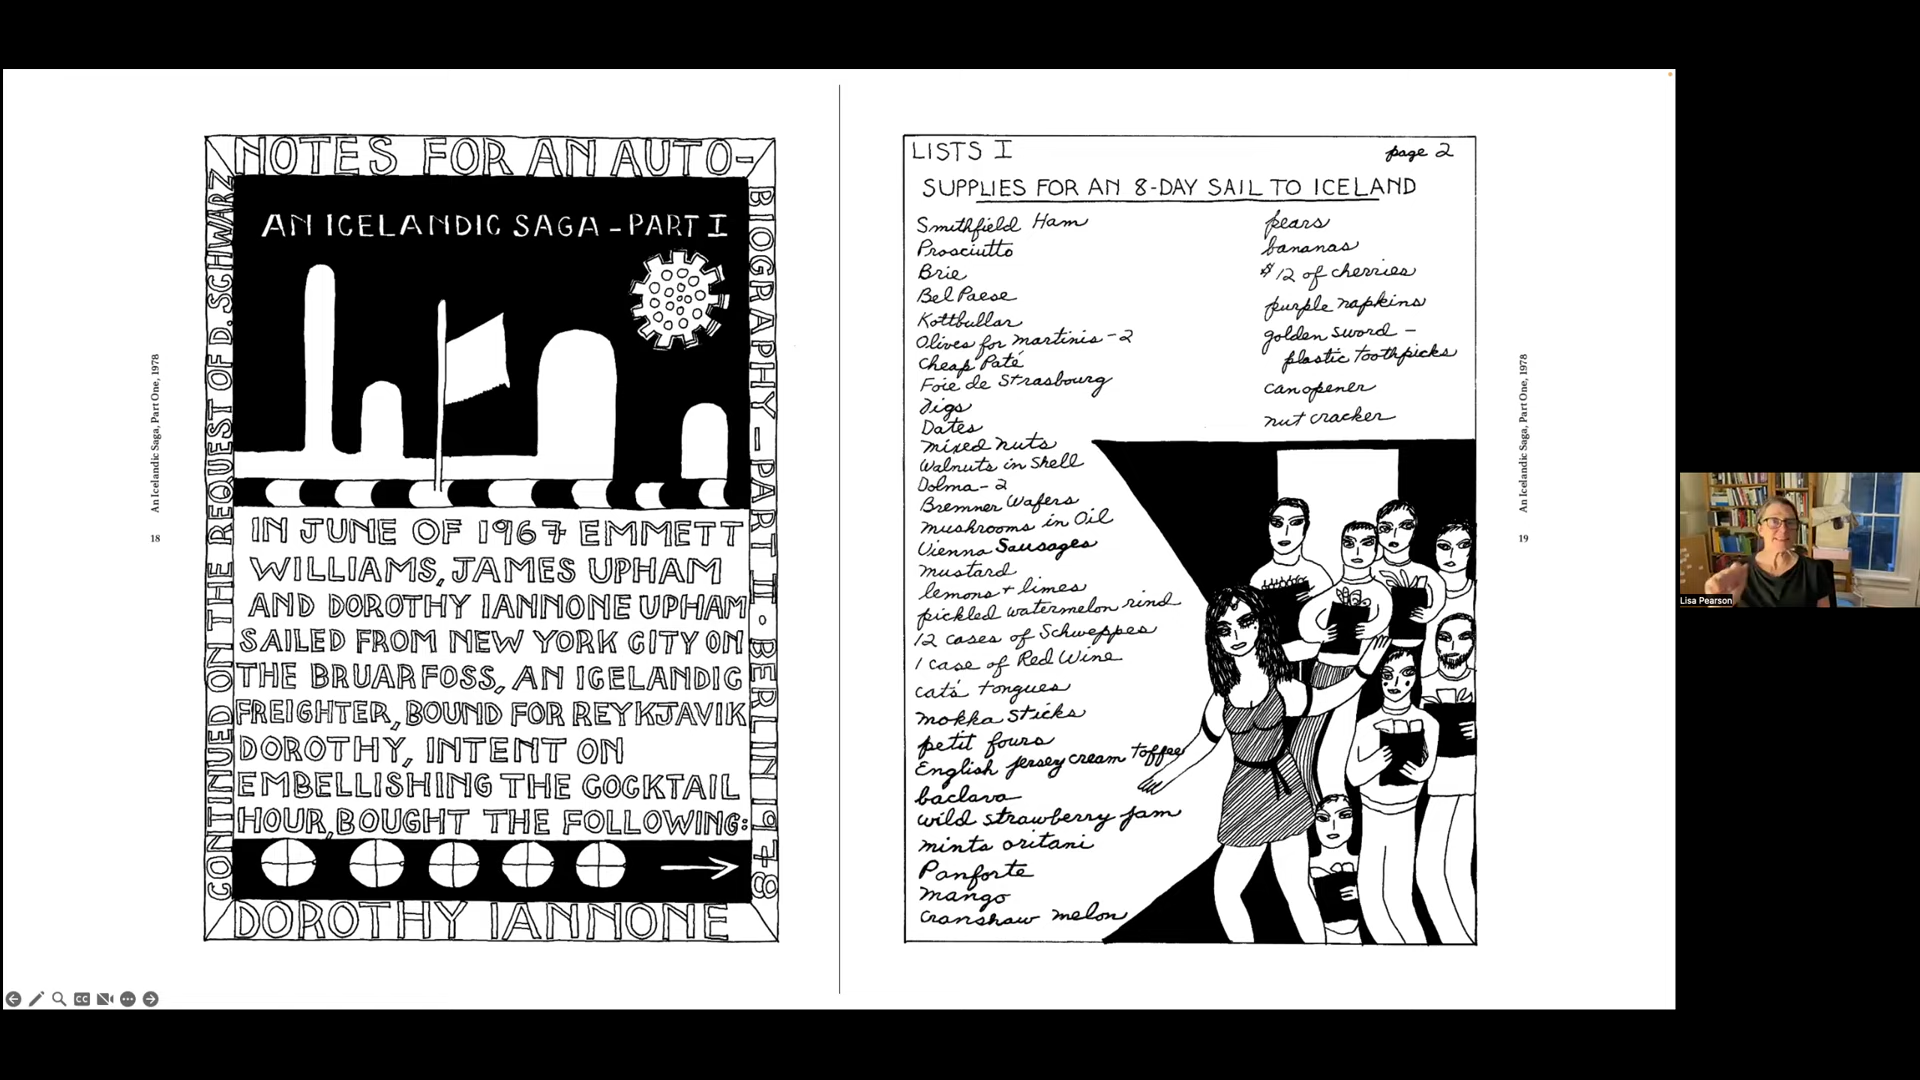 NOTES FOR AN AUTO-
BIOGRAPHY - PART II - BERLIN 1978
DOROTHY IANNONE
CONTINUED ON THE REQUEST OF D. SCHWARZ
AN ICELANDIC SAGA - PART I
IN JUNE OF 1967 EMMETT
WILLIAMS, JAMES UPHAM
AND DOROTHY IANNONE UPHAM
SAILED FROM NEW YORK CITY ON
THE BRUARFOSS, AN ICELANDIC
FREIGHTER, BOUND FOR REYKJAVIK
DOROTHY, INTENT ON
EMBELLISHING THE COCKTAIL
HOUR, BOUGHT THE FOLLOWING:
An Icelandic Saga, Part One, 1978
18
LISTS I
page 2
SUPPLIES FOR AN 8-DAY SAIL TO ICELAND
Smithfield Ham
Prosciutto
Brie
Bel Paese
Kottbullar
Olives for martinis - 2
Cheap Paté
Foie de Strasbourg
Figs
Dates
mixed nuts
Walnuts in Shell
Dolma - 2
Bremner Wafers
mushrooms in Oil
Vienna Sausages
mustard
lemons + limes
pickled watermelon rind
12 cases of Schweppes
1 case of Red Wine
cat's tongues
mokka sticks
petit fours
English jersey cream toffee
baclava
wild strawberry jam
mints oritani
Panforte
mango
cranshaw melon
pears
bananas
$12 of cherries
purple napkins
golden sword -
plastic toothpicks
can opener
nut cracker
An Icelandic Saga, Part One, 1978
19
CC
Lisa Pearson